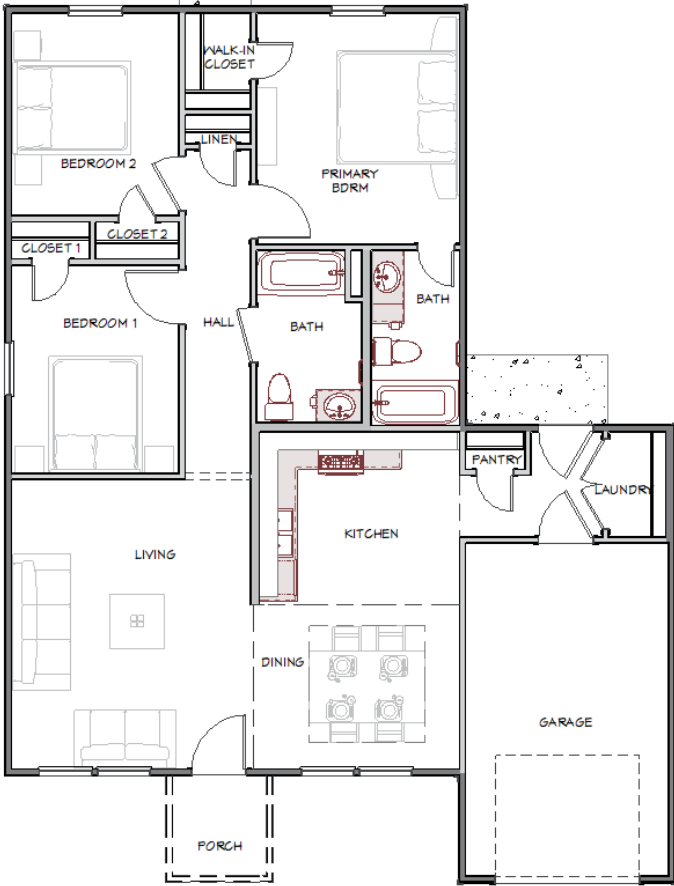 WALK-IN
CLOSET
LINEN
BEDROOM 2
PRIMARY
BDRM
CLOSET 2
CLOSET 1
BATH
BEDROOM 1
HALL
BATH
PANTRY
LAUNDRY
KITCHEN
LIVING
DINING
GARAGE
PORCH